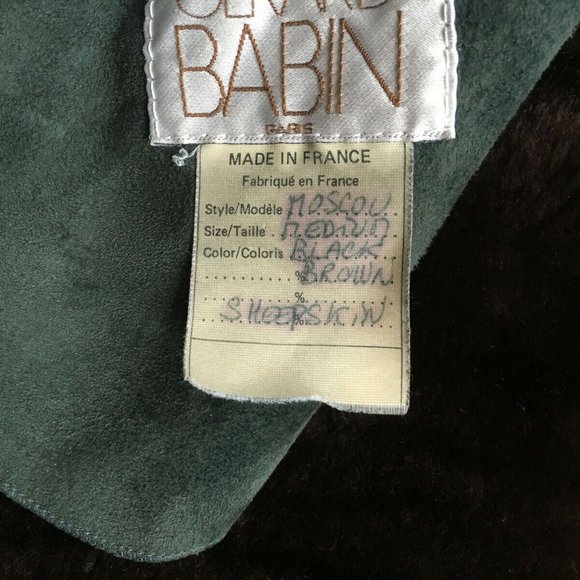 GERARD
BABIN
PARIS
MADE IN FRANCE
Fabriqué en France
Style/Modèle MOSCOU
Size/Taille MEDIUM
Color/Coloris BLACK
% BROWN
%
SHEEPSKIN
%